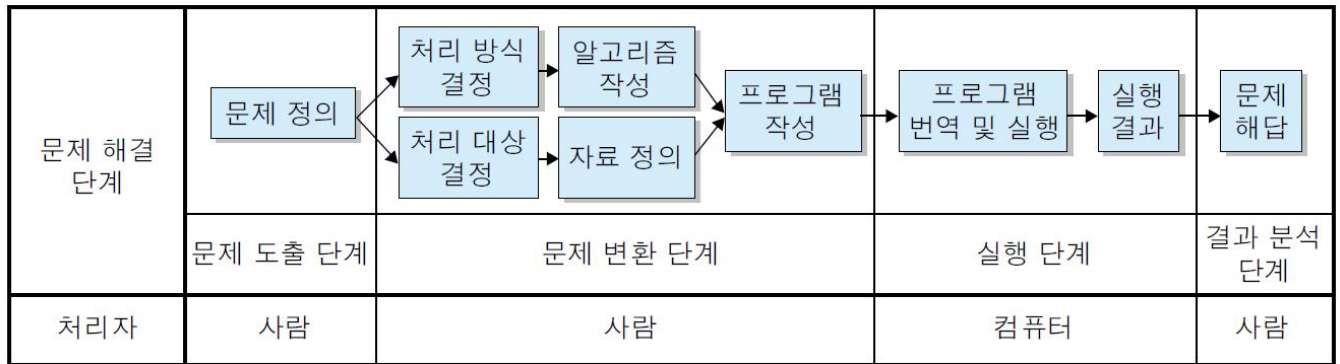 문제 해결
단계
문제 정의
처리 방식
결정
알고리즘
작성
처리 대상
결정
자료 정의
프로그램
작성
프로그램
번역 및 실행
실행
결과
문제
해답
문제 도출 단계
문제 변환 단계
실행 단계
결과 분석
단계
처리자
사람
사람
컴퓨터
사람